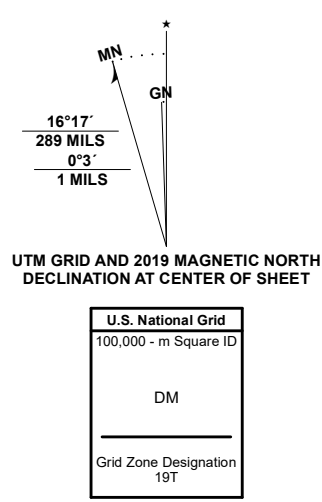 ★
MN
GN
16°17´
289 MILS
0°3´
1 MILS
UTM GRID AND 2019 MAGNETIC NORTH
DECLINATION AT CENTER OF SHEET
U.S. National Grid
100,000 - m Square ID
DM
Grid Zone Designation
19T